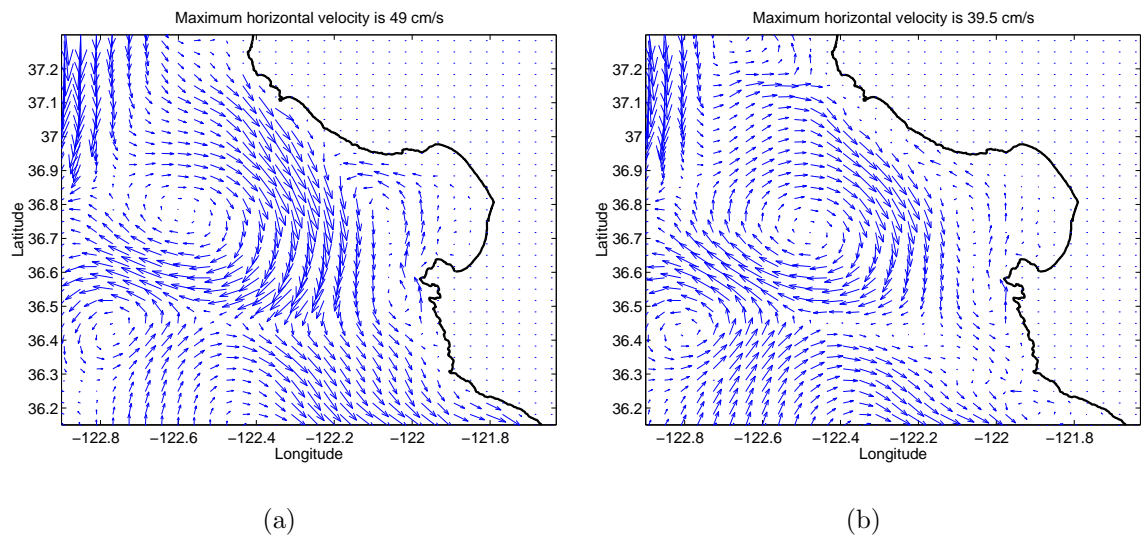 Maximum horizontal velocity is 49 cm/s
37.2
37.1
37
36.9
36.8
36.7
36.6
36.5
36.4
36.3
36.2
Latitude
−122.8 −122.6 −122.4 −122.2 −122 −121.8
Longitude
(a)
Maximum horizontal velocity is 39.5 cm/s
37.2
37.1
37
36.9
36.8
36.7
36.6
36.5
36.4
36.3
36.2
Latitude
−122.8 −122.6 −122.4 −122.2 −122 −121.8
Longitude
(b)